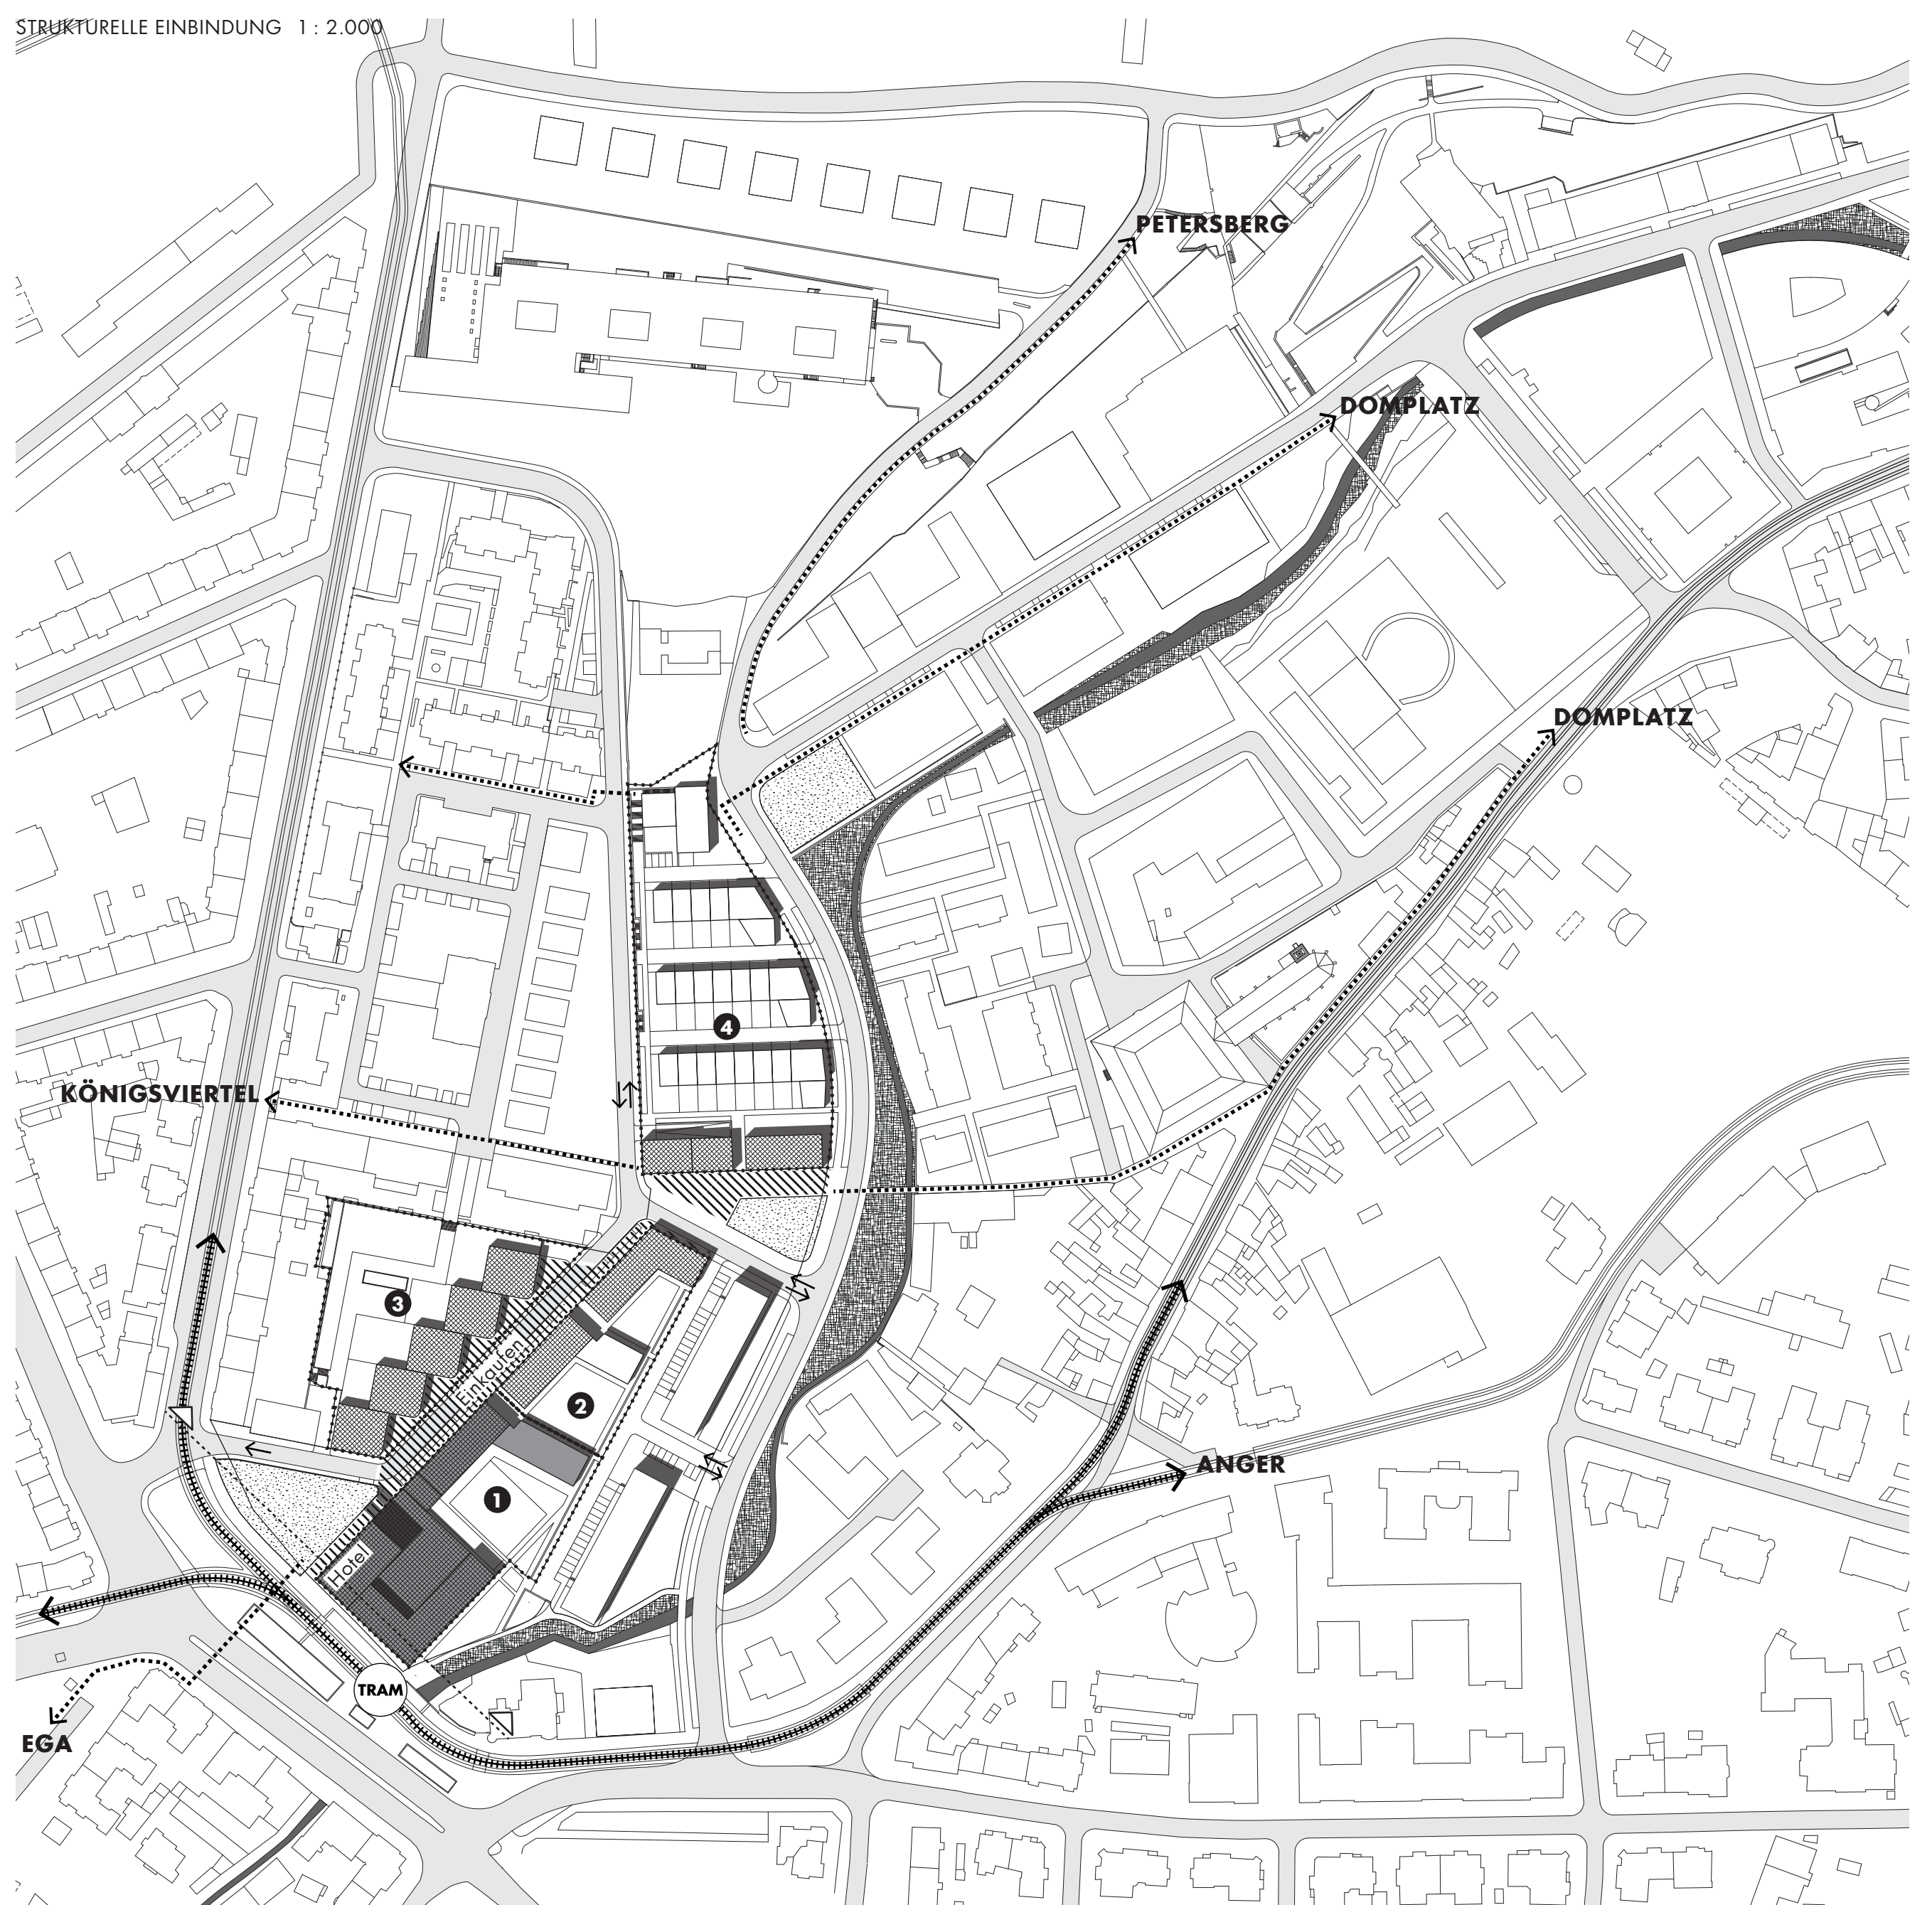 STRUKTURELLE EINBINDUNG 1 : 2.000
PETERSBERG
DOMPLATZ
DOMPLATZ
4
KÖNIGSVIERTEL
3
Einkaufen
2
ANGER
1
Hotel
TRAM
EGA